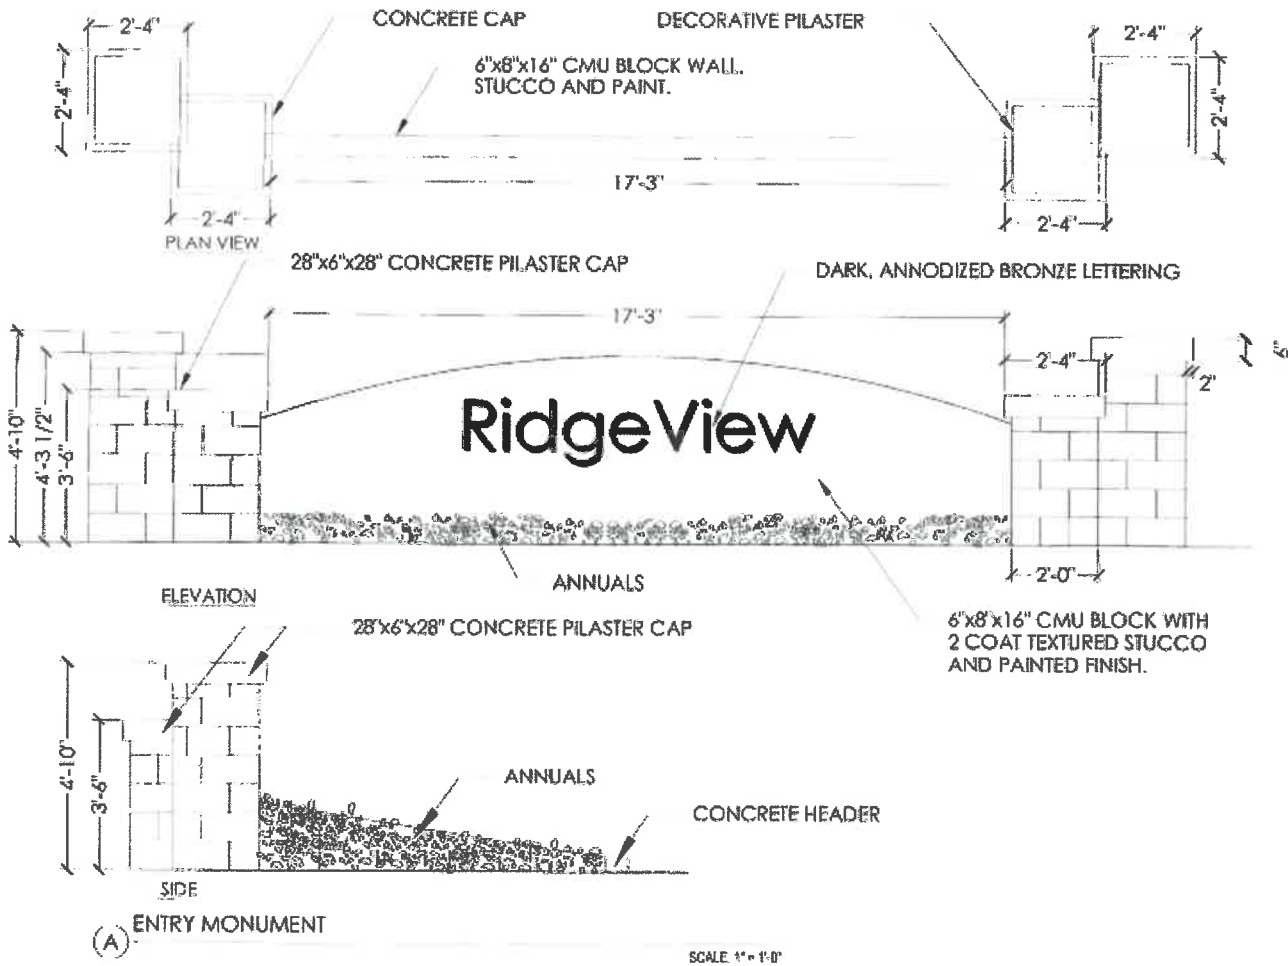 CONCRETE CAP
DECORATIVE PILASTER
2'-4"
2'-4"
6"x8"x16" CMU BLOCK WALL.
STUCCO AND PAINT.
2'-4"
2'-4"
17'-3"
2'-4"
2'-4"
PLAN VIEW
28"x6"x28" CONCRETE PILASTER CAP
DARK, ANNODIZED BRONZE LETTERING
17'-3"
2'-4"
6"
2"
4'-10"
4'-3 1/2"
3'-6"
RidgeView
2'-0"
ANNUALS
ELEVATION
28"x6"x28" CONCRETE PILASTER CAP
6"x8"x16" CMU BLOCK WITH
2 COAT TEXTURED STUCCO
AND PAINTED FINISH.
4'-10"
3'-6"
ANNUALS
CONCRETE HEADER
SIDE
A ENTRY MONUMENT
SCALE 1" = 1'-0"